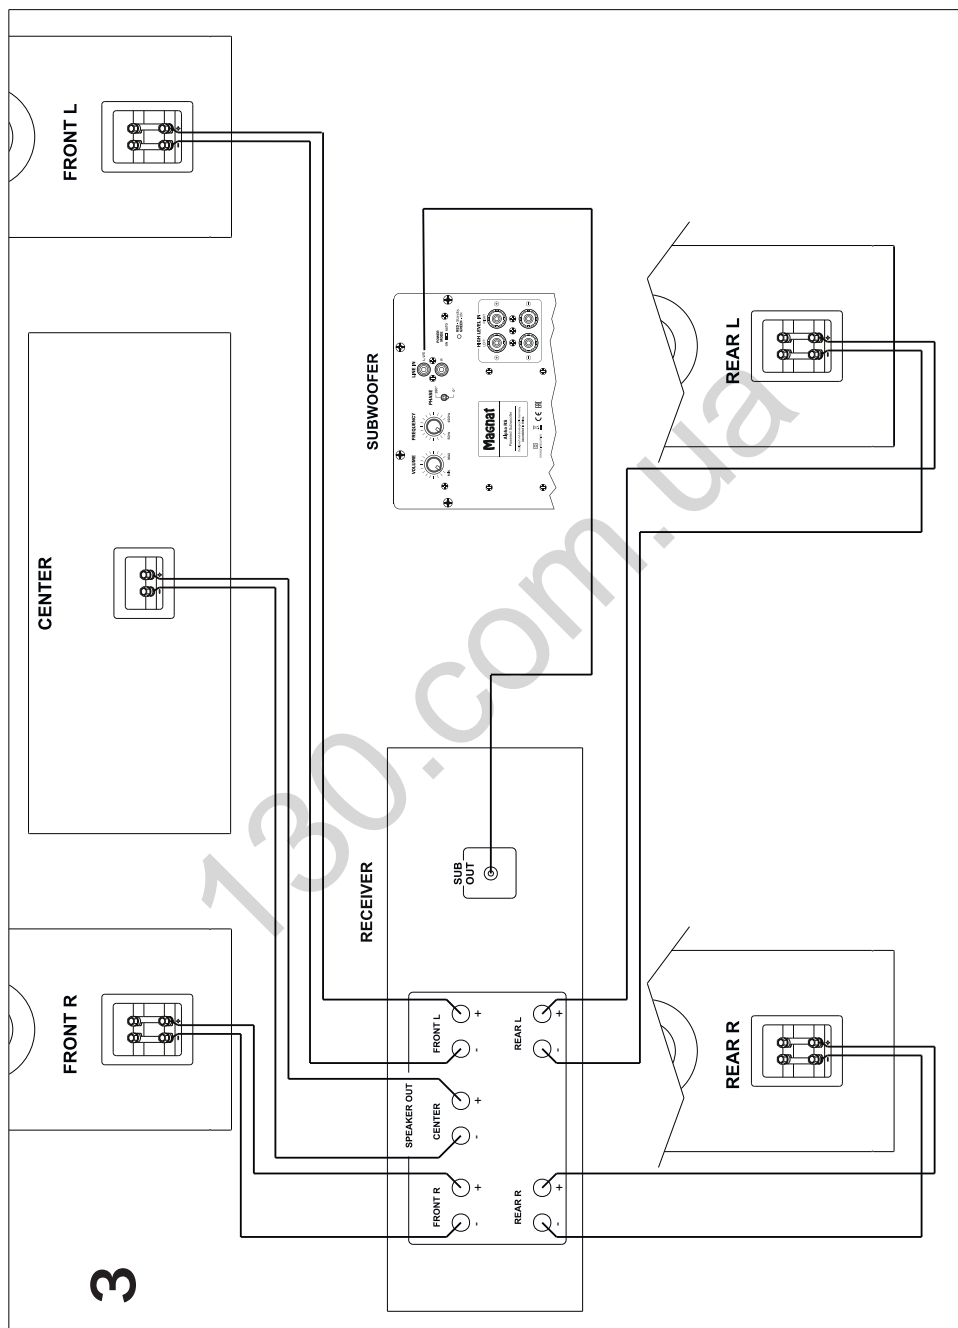 3
FRONT R
CENTER
FRONT L
+
-
+
-
+
-
RECEIVER
SPEAKER OUT
FRONT R
CENTER
FRONT L
-
+
-
+
-
+
REAR R
REAR L
-
+
-
+
SUB
OUT
SUBWOOFER
VOLUME
FREQUENCY
PHASE
LINE IN
HIGH LEVEL IN
Magnat
REAR R
-
+
REAR L
-
+
130.com.ua